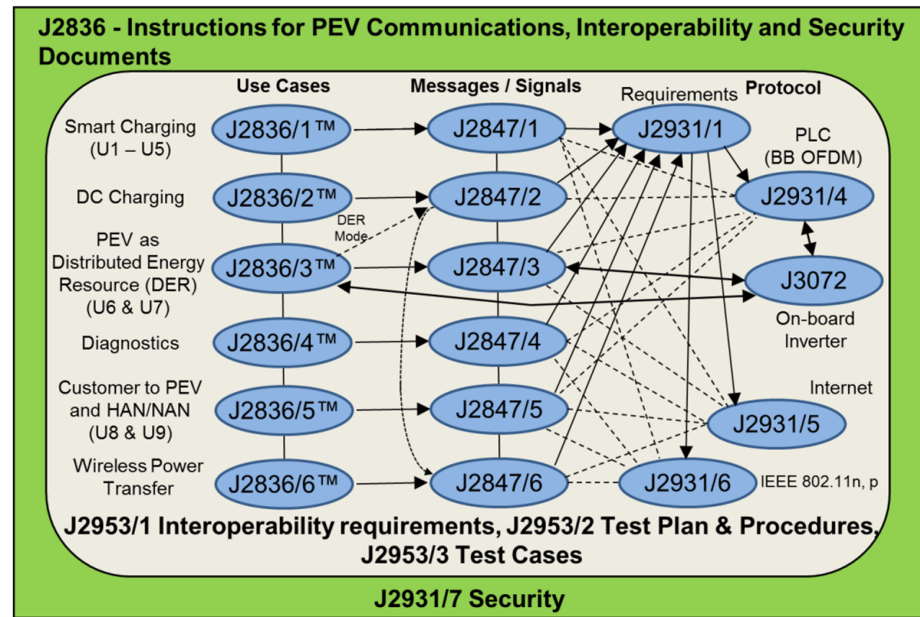 J2836 - Instructions for PEV Communications, Interoperability and Security
Documents
Use Cases
Messages / Signals
Requirements
Protocol
Smart Charging
(U1 – U5)
J2836/1™
J2847/1
J2931/1
PLC
(BB OFDM)
DC Charging
J2836/2™
J2847/2
J2931/4
DER
Mode
PEV as
Distributed Energy
Resource (DER)
(U6 & U7)
J2836/3™
J2847/3
J3072
On-board
Inverter
Diagnostics
J2836/4™
J2847/4
Customer to PEV
and HAN/NAN
(U8 & U9)
J2836/5™
J2847/5
Internet
J2931/5
Wireless Power
Transfer
J2836/6™
J2847/6
J2931/6
IEEE 802.11n, p
J2953/1 Interoperability requirements, J2953/2 Test Plan & Procedures,
J2953/3 Test Cases
J2931/7 Security